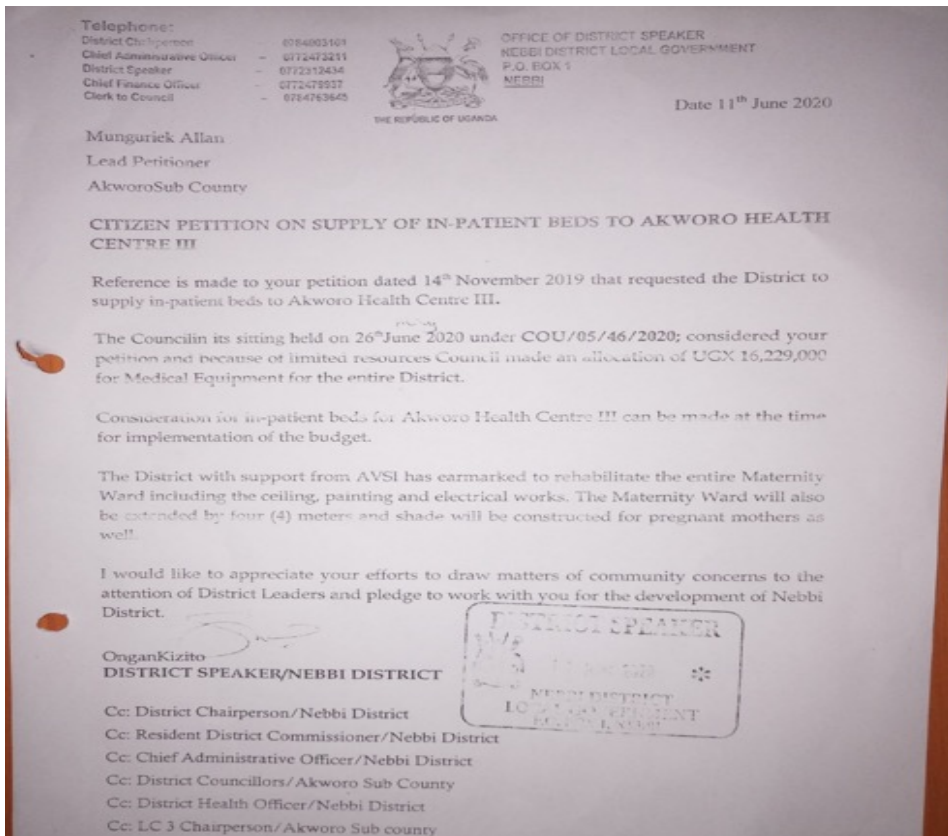 Telephone:
District Chairperson - 0784003101
Chief Administrative Officer - 0772473211
District Speaker - 0772312434
Chief Finance Officer - 0772478937
Clerk to Council - 0784763645
THE REPUBLIC OF UGANDA
OFFICE OF DISTRICT SPEAKER
NEBBI DISTRICT LOCAL GOVERNMENT
P.O. BOX 1
NEBBI
Date 11th June 2020
Munguriek Allan
Lead Petitioner
AkworoSub County
CITIZEN PETITION ON SUPPLY OF IN-PATIENT BEDS TO AKWORO HEALTH
CENTRE III
Reference is made to your petition dated 14th November 2019 that requested the District to
supply in-patient beds to Akworo Health Centre III.
The Councilin its sitting held on 26th June 2020 under COU/05/46/2020; considered your
petition and because of limited resources Council made an allocation of UGX 16,229,000
for Medical Equipment for the entire District.
Consideration for in-patient beds for Akworo Health Centre III can be made at the time
for implementation of the budget.
The District with support from AVSI has earmarked to rehabilitate the entire Maternity
Ward including the ceiling, painting and electrical works. The Maternity Ward will also
be extended by four (4) meters and shade will be constructed for pregnant mothers as
well.
I would like to appreciate your efforts to draw matters of community concerns to the
attention of District Leaders and pledge to work with you for the development of Nebbi
District.
OnganKizito
DISTRICT SPEAKER/NEBBI DISTRICT
DISTRICT SPEAKER
2020
NEBBI DISTRICT
LOCAL GOVERNMENT
Cc: District Chairperson/Nebbi District
Cc: Resident District Commissioner/Nebbi District
Cc: Chief Administrative Officer/Nebbi District
Cc: District Councillors/Akworo Sub County
Cc: District Health Officer/Nebbi District
Cc: LC 3 Chairperson/Akworo Sub county